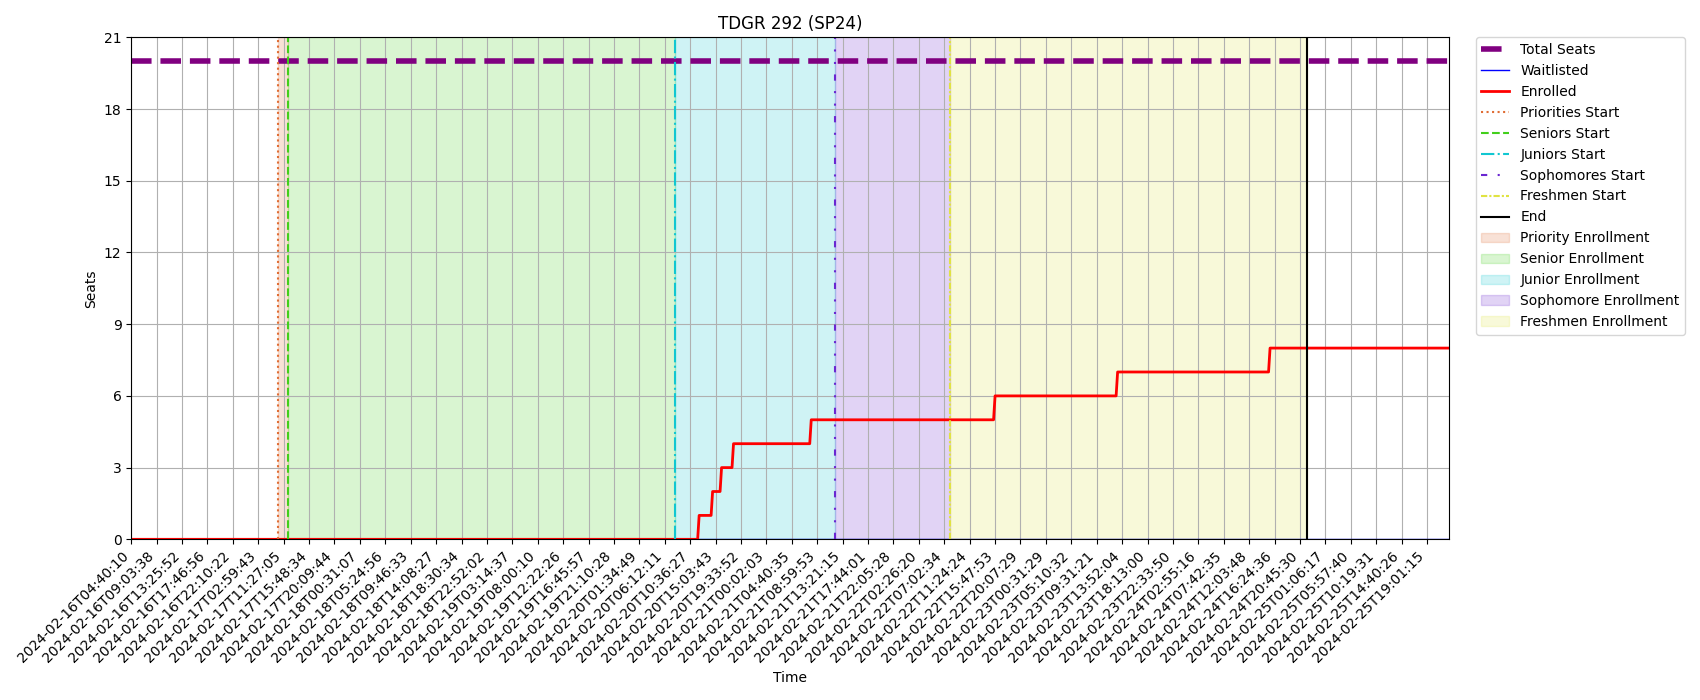 TDGR 292 (SP24)
21
18
15
12
9
6
3
0
Seats
2024-02-16T04:40:10
2024-02-16T09:03:38
2024-02-16T13:25:52
2024-02-16T17:46:56
2024-02-16T22:10:22
2024-02-17T02:59:43
2024-02-17T11:27:05
2024-02-17T15:48:34
2024-02-17T20:09:44
2024-02-18T00:31:07
2024-02-18T05:24:56
2024-02-18T09:46:33
2024-02-18T14:08:27
2024-02-18T18:30:34
2024-02-18T22:52:02
2024-02-19T03:14:37
2024-02-19T08:00:10
2024-02-19T12:22:26
2024-02-19T16:45:57
2024-02-19T21:10:28
2024-02-20T01:34:49
2024-02-20T06:12:11
2024-02-20T10:36:27
2024-02-20T15:03:43
2024-02-20T19:33:52
2024-02-21T00:02:03
2024-02-21T04:40:35
2024-02-21T08:59:53
2024-02-21T13:21:15
2024-02-21T17:44:01
2024-02-21T22:05:28
2024-02-22T02:26:20
2024-02-22T07:02:34
2024-02-22T11:24:24
2024-02-22T15:47:53
2024-02-22T20:07:29
2024-02-23T00:31:29
2024-02-23T05:10:32
2024-02-23T09:31:21
2024-02-23T13:52:04
2024-02-23T18:13:00
2024-02-23T22:33:50
2024-02-24T02:55:16
2024-02-24T07:42:35
2024-02-24T12:03:48
2024-02-24T16:24:36
2024-02-24T20:45:30
2024-02-25T01:06:17
2024-02-25T05:57:40
2024-02-25T10:19:31
2024-02-25T14:40:26
2024-02-25T19:01:15
Time
Total Seats
Waitlisted
Enrolled
Priorities Start
Seniors Start
Juniors Start
Sophomores Start
Freshmen Start
End
Priority Enrollment
Senior Enrollment
Junior Enrollment
Sophomore Enrollment
Freshmen Enrollment